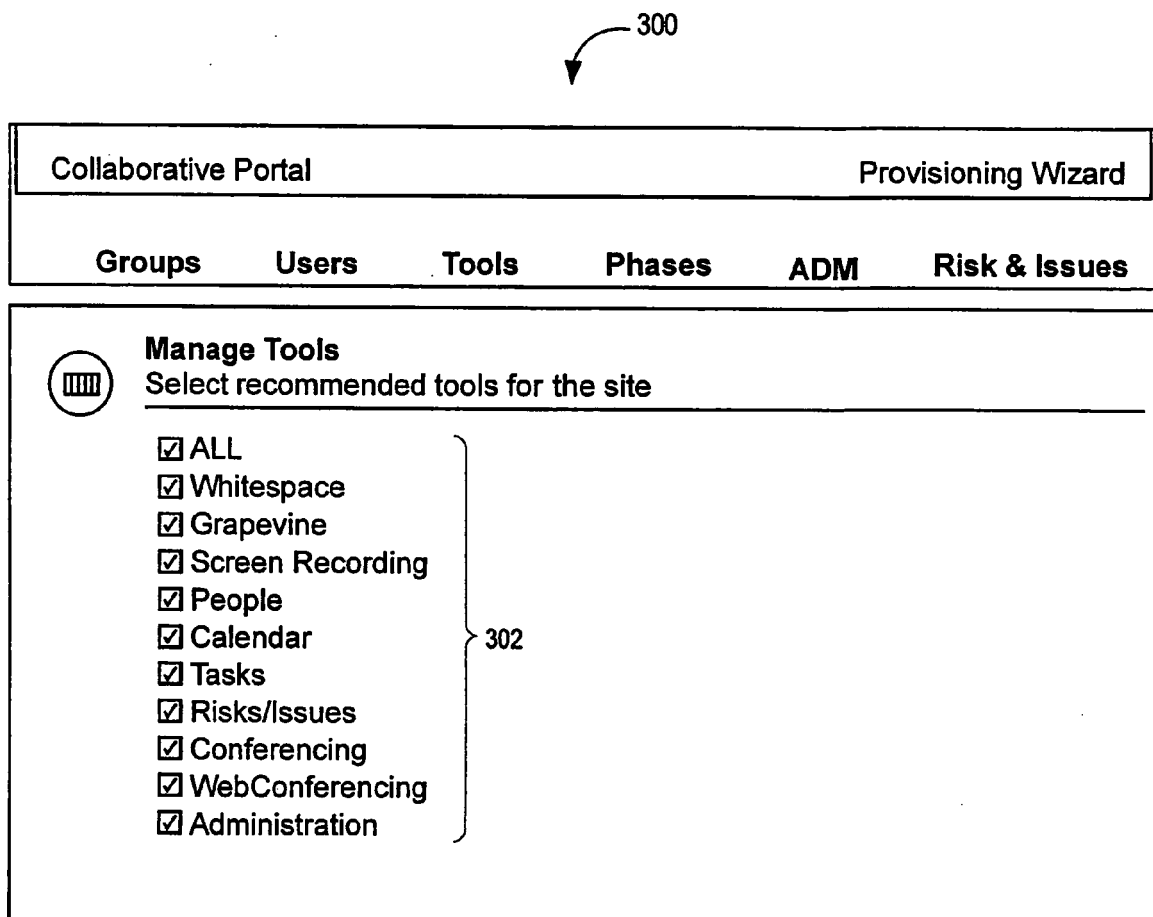 300
Collaborative Portal Provisioning Wizard
Groups Users Tools Phases ADM Risk & Issues
Manage Tools
Select recommended tools for the site
ALL
Whitespace
Grapevine
Screen Recording
People
Calendar
302
Tasks
Risks/Issues
Conferencing
WebConferencing
Administration